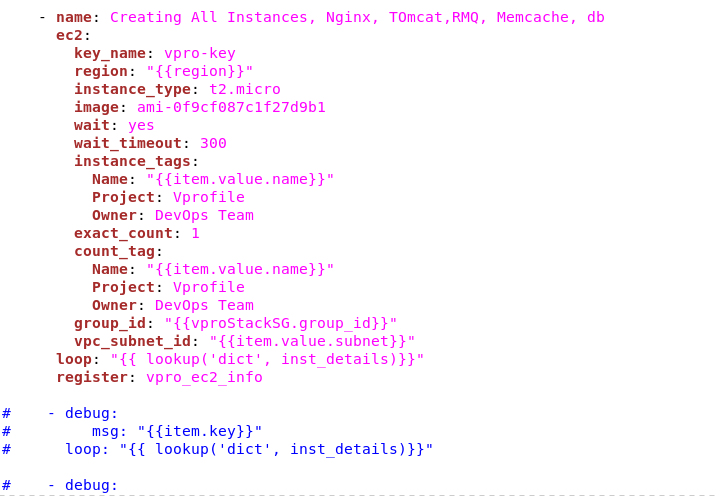 - name: Creating All Instances, Nginx, TOmcat,RMQ, Memcache, db
      ec2:
        key_name: vpro-key
        region: "{{region}}"
        instance_type: t2.micro
        image: ami-0f9cf087c1f27d9b1
        wait: yes
        wait_timeout: 300
        instance_tags:
          Name: "{{item.value.name}}"
          Project: Vprofile
          Owner: DevOps Team
        exact_count: 1
        count_tag:
          Name: "{{item.value.name}}"
          Project: Vprofile
          Owner: DevOps Team
        group_id: "{{vproStackSG.group_id}}"
        vpc_subnet_id: "{{item.value.subnet}}"
      loop: "{{ lookup('dict', inst_details)}}"
      register: vpro_ec2_info

#    - debug:
#         msg: "{{item.key}}"
#      loop: "{{ lookup('dict', inst_details)}}"

#    - debug: